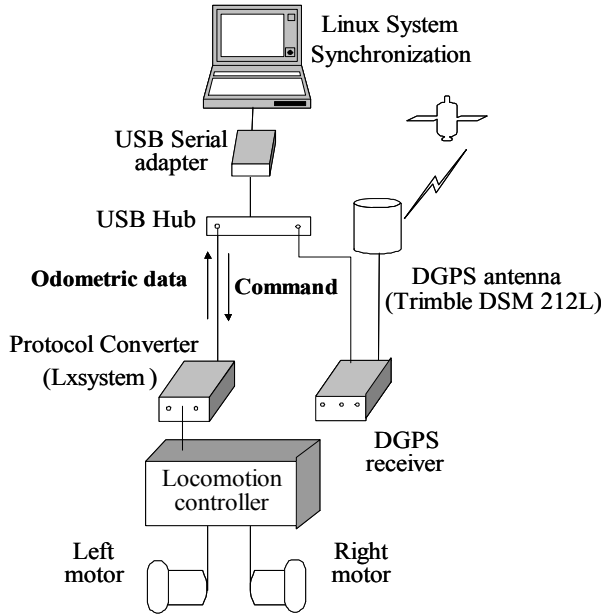 Linux System
Synchronization
USB Serial
adapter
USB Hub
Odometric data
Command
DGPS antenna
(Trimble DSM 212L)
Protocol Converter
(Lxsystem )
DGPS
receiver
Locomotion
controller
Left
motor
Right
motor